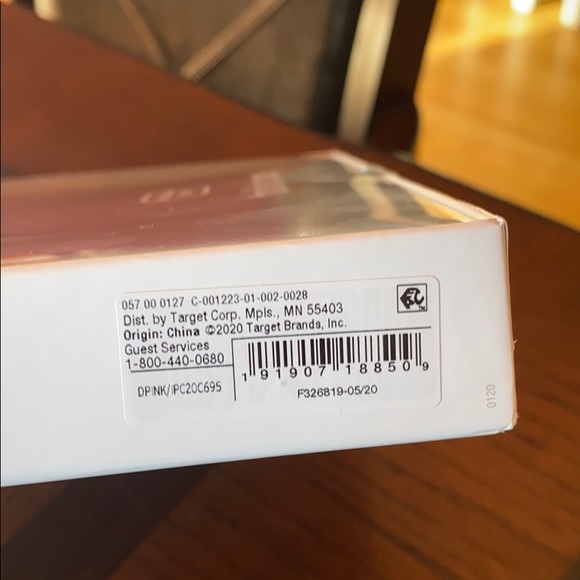 057 00 0127 C-001223-01-002-0028
Dist. by Target Corp. Mpls., MN 55403
Origin: China ©2020 Target Brands, Inc.
Guest Services
1-800-440-0680
DPINK/IPC20C695
1 91907 18850 9
F326819-05/20
0120